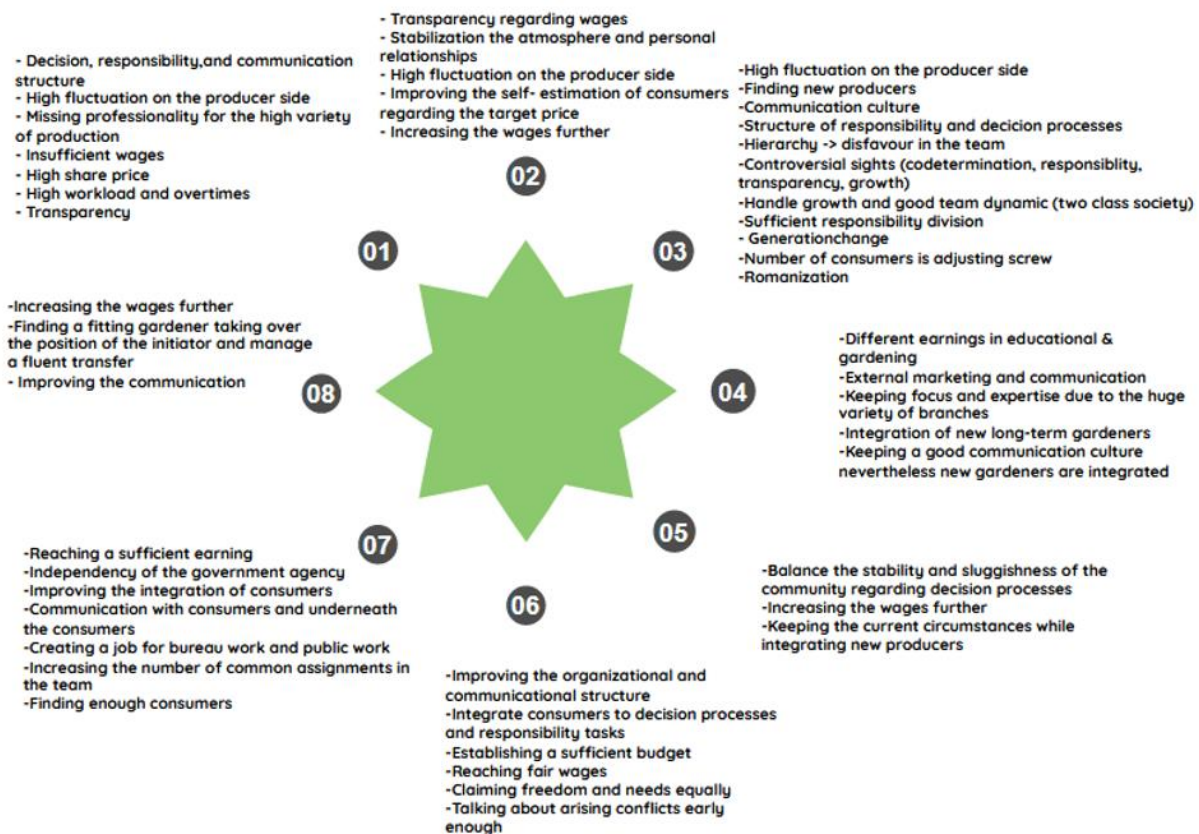 01
- Decision, responsibility,and communication
structure
- High fluctuation on the producer side
- Missing professionality for the high variety
of production
- Insufficient wages
- High share price
- High workload and overtimes
- Transparency
02
- Transparency regarding wages
- Stabilization the atmosphere and personal
relationships
- High fluctuation on the producer side
- Improving the self- estimation of consumers
regarding the target price
- Increasing the wages further
03
-High fluctuation on the producer side
-Finding new producers
-Communication culture
-Structure of responsibility and decicion processes
-Hierarchy -> disfavour in the team
-Controversial sights (codetermination, responsiblity,
transparency, growth)
-Handle growth and good team dynamic (two class society)
-Sufficient responsibility division
- Generationchange
-Number of consumers is adjusting screw
-Romanization
04
-Different earnings in educational &
gardening
-External marketing and communication
-Keeping focus and expertise due to the huge
variety of branches
-Integration of new long-term gardeners
-Keeping a good communication culture
nevertheless new gardeners are integrated
05
-Balance the stability and sluggishness of the
community regarding decision processes
-Increasing the wages further
-Keeping the current circumstances while
integrating new producers
06
-Improving the organizational and
communicational structure
-Integrate consumers to decision processes
and responsibility tasks
-Establishing a sufficient budget
-Reaching fair wages
-Claiming freedom and needs equally
-Talking about arising conflicts early
enough
07
-Reaching a sufficient earning
-Independency of the government agency
-Improving the integration of consumers
-Communication with consumers and underneath
the consumers
-Creating a job for bureau work and public work
-Increasing the number of common assignments in
the team
-Finding enough consumers
08
-Increasing the wages further
-Finding a fitting gardener taking over
the position of the initiator and manage
a fluent transfer
- Improving the communication